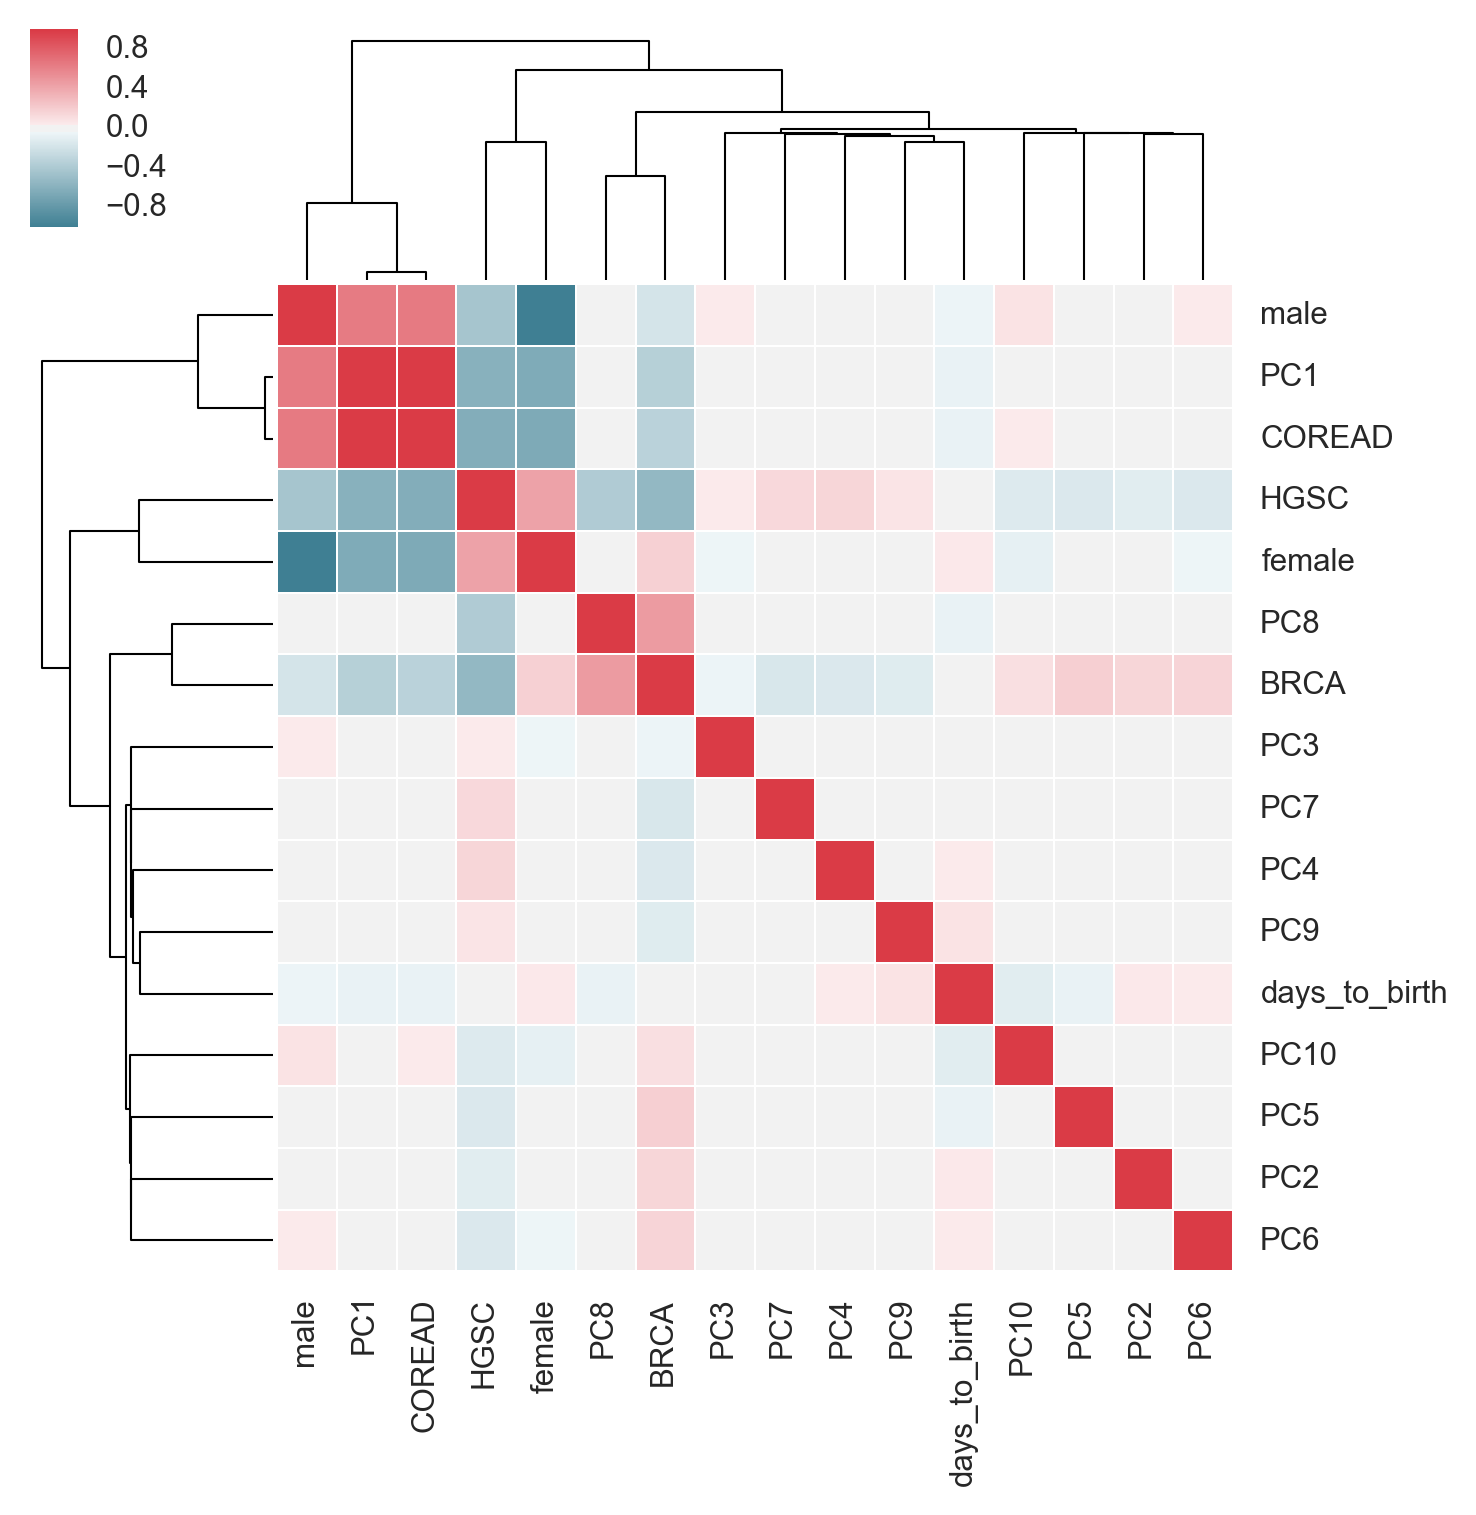 0.8
0.4
0.0
−0.4
−0.8
male
PC1
COREAD
HGSC
female
PC8
BRCA
PC3
PC7
PC4
PC9
days_to_birth
PC10
PC5
PC2
PC6
male
PC1
COREAD
HGSC
female
PC8
BRCA
PC3
PC7
PC4
PC9
days_to_birth
PC10
PC5
PC2
PC6